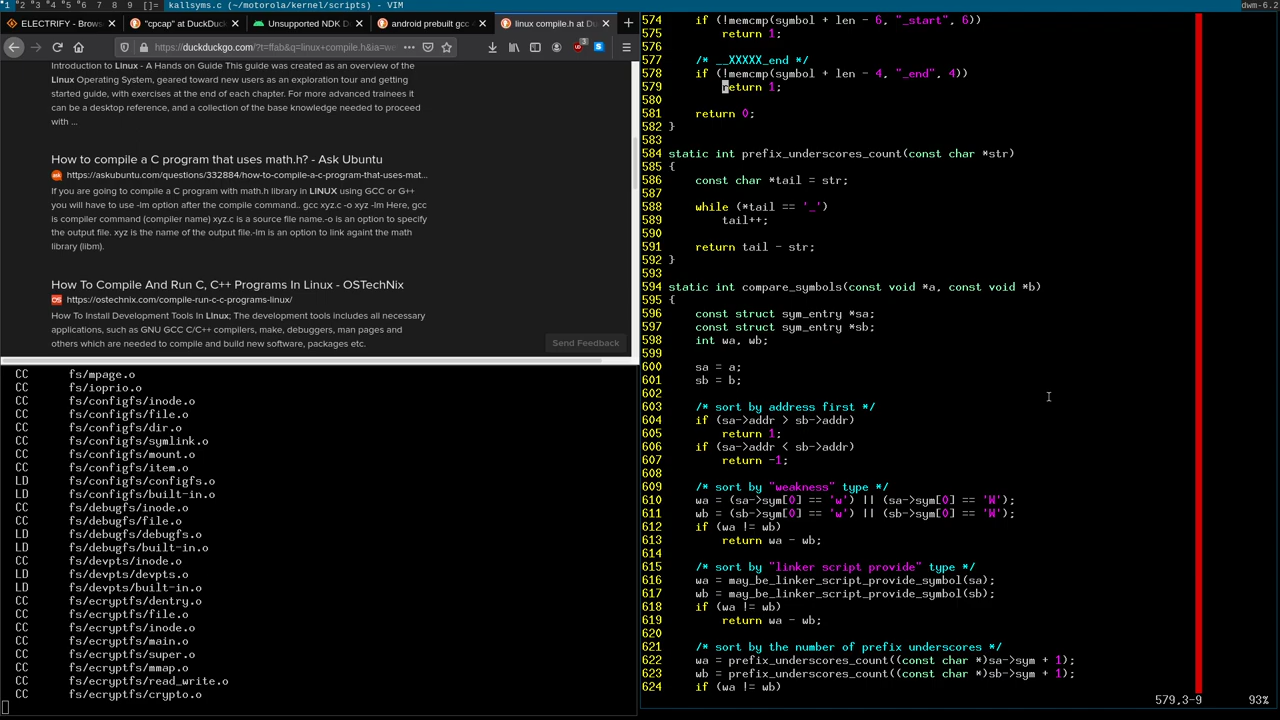 1 2 3 4 5 6 7 8 9 []= kallsyms.c (~/motorola/kernel/scripts) - VIM dwm-6.2
ELECTRIFY - Brows
"cpcap" at DuckDuc
Unsupported NDK D
android prebuilt gcc
linux compile.h at Du
https://duckduckgo.com/?t=ffab&q=linux+compile.h&ia=we
3
Introduction to Linux - A Hands on Guide This guide was created as an overview of the
Linux Operating System, geared toward new users as an exploration tour and getting
started guide, with exercises at the end of each chapter. For more advanced trainees it
can be a desktop reference, and a collection of the base knowledge needed to proceed
with ...
How to compile a C program that uses math.h? - Ask Ubuntu
https://askubuntu.com/questions/332884/how-to-compile-a-c-program-that-uses-mat...
If you are going to compile a C program with math.h library in LINUX using GCC or G++
you will have to use -lm option after the compile command.. gcc xyz.c -o xyz -lm Here, gcc
is compiler command (compiler name) xyz.c is a source file name.-o is an option to specify
the output file. xyz is the name of the output file.-lm is an option to link againt the math
library (libm).
How To Compile And Run C, C++ Programs In Linux - OSTechNix
OS https://ostechnix.com/compile-run-c-c-programs-linux/
How To Install Development Tools In Linux; The development tools includes all necessary
applications, such as GNU GCC C/C++ compilers, make, debuggers, man pages and
others which are needed to compile and build new software, packages etc.
Send Feedback
CC fs/mpage.o
CC fs/ioprio.o
CC fs/configfs/inode.o
CC fs/configfs/file.o
CC fs/configfs/dir.o
CC fs/configfs/symlink.o
CC fs/configfs/mount.o
CC fs/configfs/item.o
LD fs/configfs/configfs.o
LD fs/configfs/built-in.o
CC fs/debugfs/inode.o
CC fs/debugfs/file.o
LD fs/debugfs/debugfs.o
LD fs/debugfs/built-in.o
CC fs/devpts/inode.o
LD fs/devpts/devpts.o
LD fs/devpts/built-in.o
CC fs/ecryptfs/dentry.o
CC fs/ecryptfs/file.o
CC fs/ecryptfs/inode.o
CC fs/ecryptfs/main.o
CC fs/ecryptfs/super.o
CC fs/ecryptfs/mmap.o
CC fs/ecryptfs/read_write.o
CC fs/ecryptfs/crypto.o
574 if (!memcmp(symbol + len - 6, "_start", 6))
575 return 1;
576
577 /* __XXXXX_end */
578 if (!memcmp(symbol + len - 4, "_end", 4))
579 return 1;
580
581 return 0;
582 }
583
584 static int prefix_underscores_count(const char *str)
585 {
586 const char *tail = str;
587
588 while (*tail == '_')
589 tail++;
590
591 return tail - str;
592 }
593
594 static int compare_symbols(const void *a, const void *b)
595 {
596 const struct sym_entry *sa;
597 const struct sym_entry *sb;
598 int wa, wb;
599
600 sa = a;
601 sb = b;
602
603 /* sort by address first */
604 if (sa->addr > sb->addr)
605 return 1;
606 if (sa->addr < sb->addr)
607 return -1;
608
609 /* sort by "weakness" type */
610 wa = (sa->sym[0] == 'w') || (sa->sym[0] == 'W');
611 wb = (sb->sym[0] == 'w') || (sb->sym[0] == 'W');
612 if (wa != wb)
613 return wa - wb;
614
615 /* sort by "linker script provide" type */
616 wa = may_be_linker_script_provide_symbol(sa);
617 wb = may_be_linker_script_provide_symbol(sb);
618 if (wa != wb)
619 return wa - wb;
620
621 /* sort by the number of prefix underscores */
622 wa = prefix_underscores_count((const char *)sa->sym + 1);
623 wb = prefix_underscores_count((const char *)sb->sym + 1);
624 if (wa != wb)
579,3-9 93%